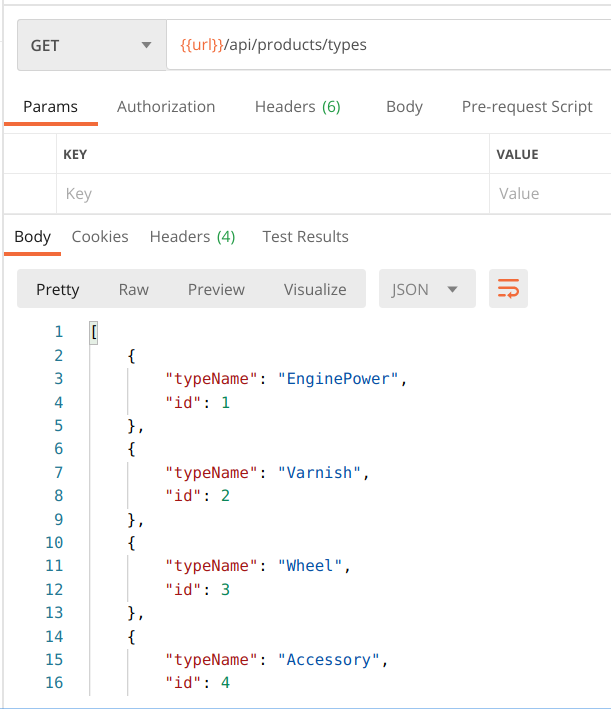 GET {{url}}/api/products/types
Params Authorization Headers (6) Body Pre-request Script
KEY VALUE
Key Value
Body Cookies Headers (4) Test Results
Pretty Raw Preview Visualize JSON
1 [
2 {
3 "typeName": "EnginePower",
4 "id": 1
5 },
6 {
7 "typeName": "Varnish",
8 "id": 2
9 },
10 {
11 "typeName": "Wheel",
12 "id": 3
13 },
14 {
15 "typeName": "Accessory",
16 "id": 4